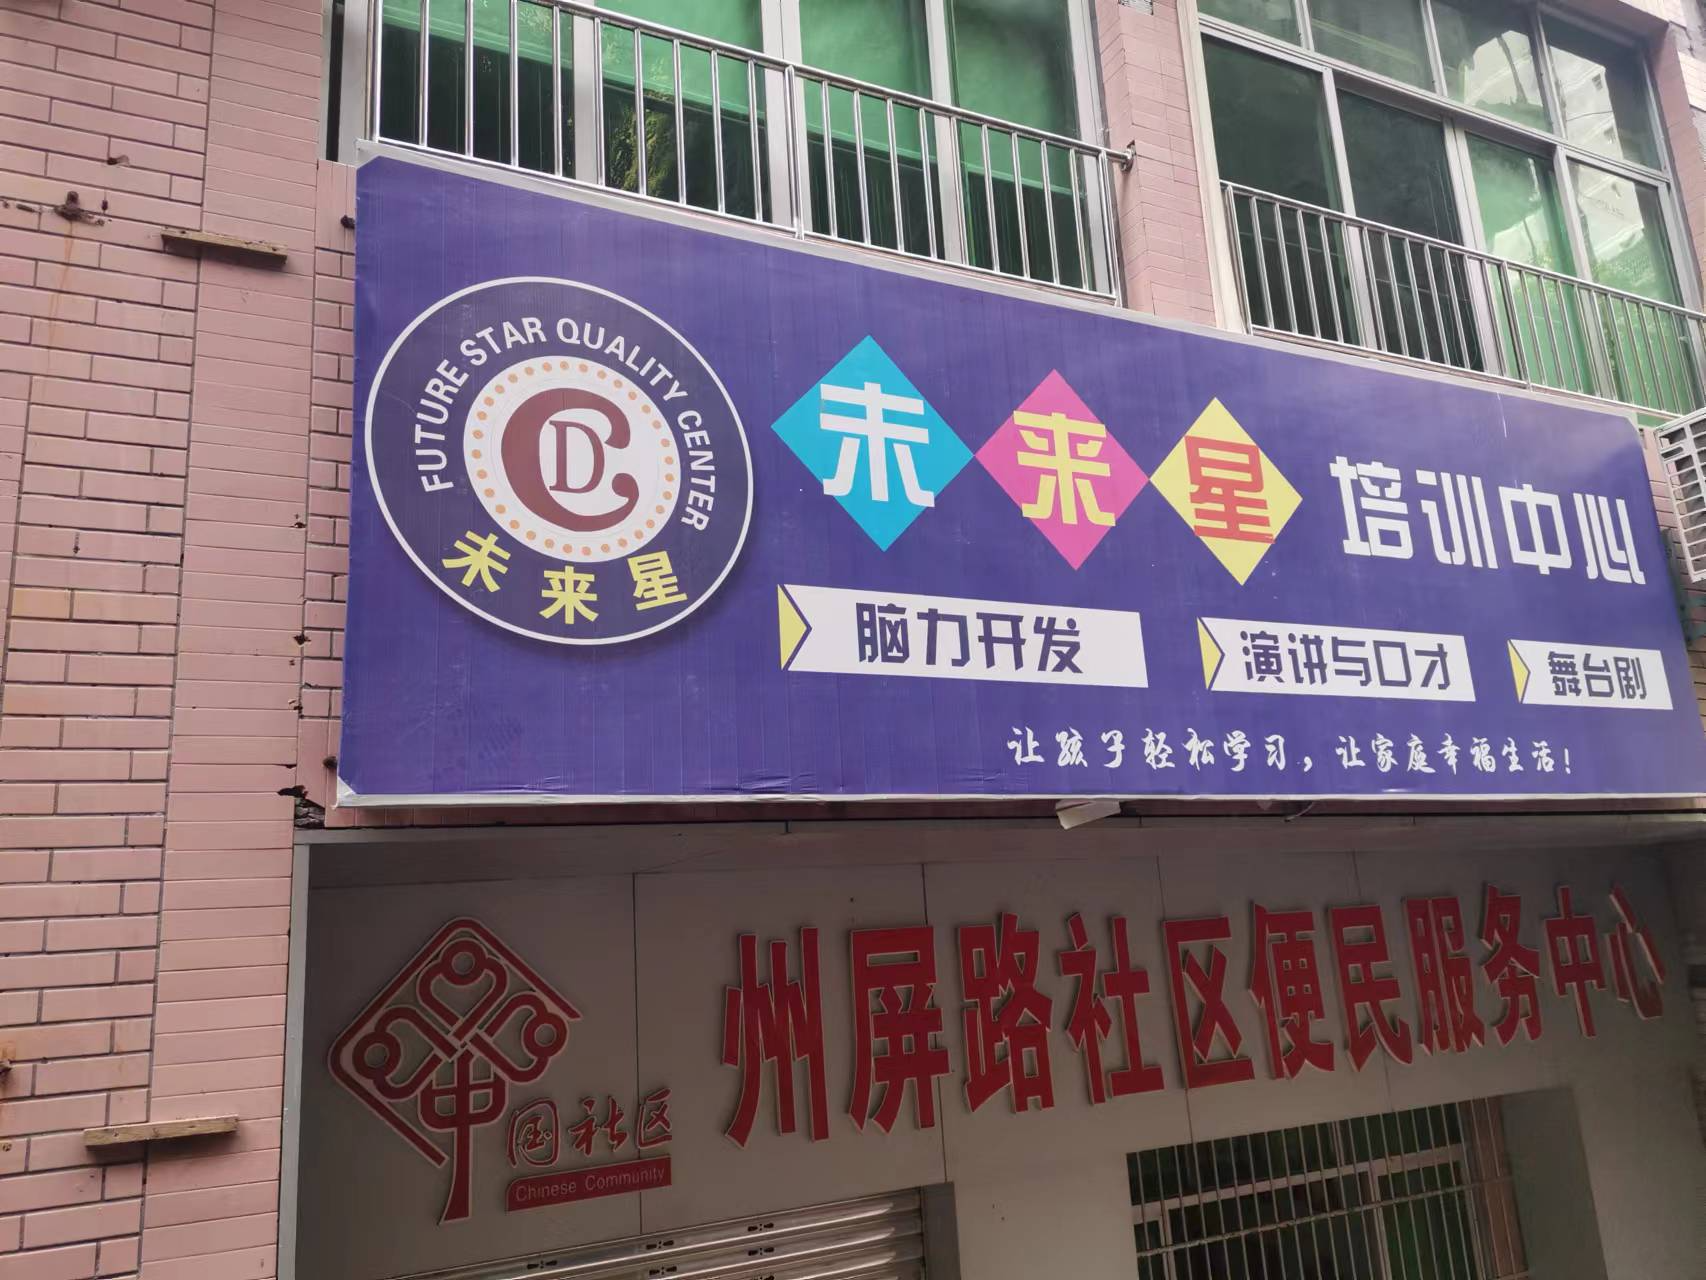 FUTURE STAR QUALITY CENTER
CD
未来星
未来星培训中心
脑力开发 演讲与口才 舞台剧
让孩子轻松学习，让家庭幸福生活！
中国社区
Chinese Community
州屏路社区便民服务中心